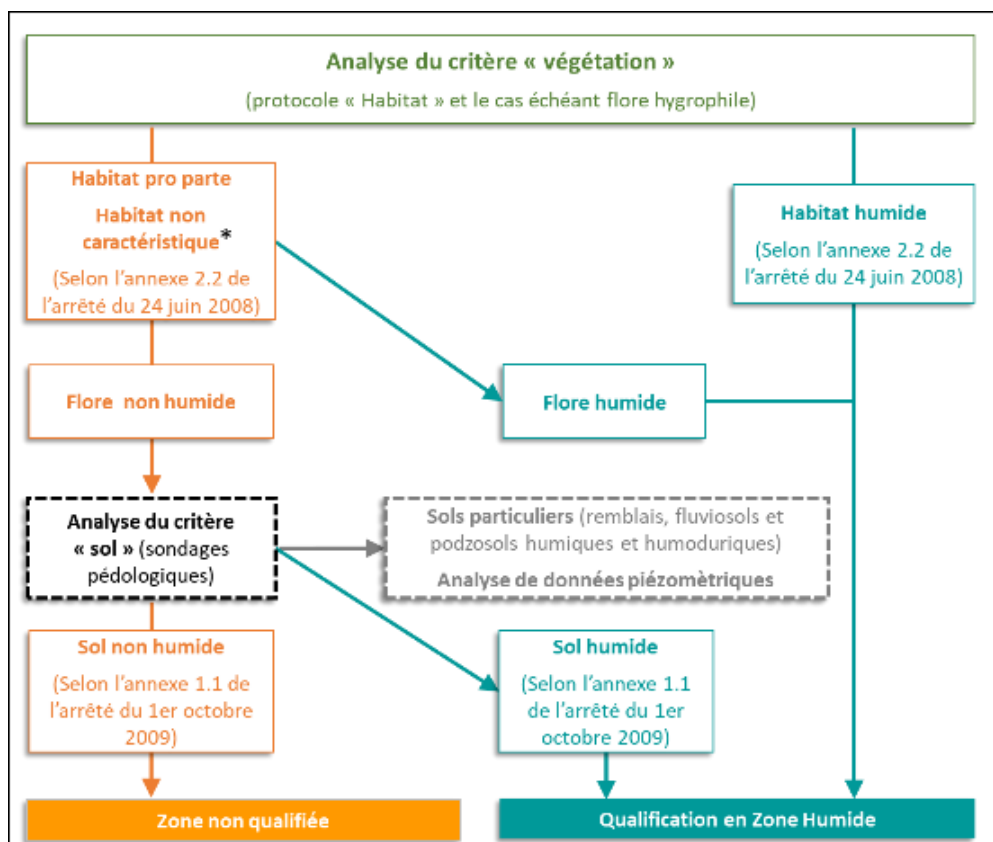 Analyse du critère « végétation »
(protocole « Habitat » et le cas échéant flore hygrophile)
Habitat pro parte
Habitat non
caractéristique*
(Selon l'annexe 2.2 de
l'arrêté du 24 juin 2008)
Habitat humide
(Selon l'annexe 2.2 de
l'arrêté du 24 juin 2008)
Flore non humide
Flore humide
Analyse du critère
« sol » (sondages
pédologiques)
Sols particuliers (remblais, fluviosols et
podzosols humiques et humoduriques)
Analyse de données piézomètriques
Sol non humide
(Selon l'annexe 1.1 de
l'arrêté du 1er octobre
2009)
Sol humide
(Selon l'annexe 1.1
de l'arrêté du 1er
octobre 2009)
Zone non qualifiée
Qualification en Zone Humide